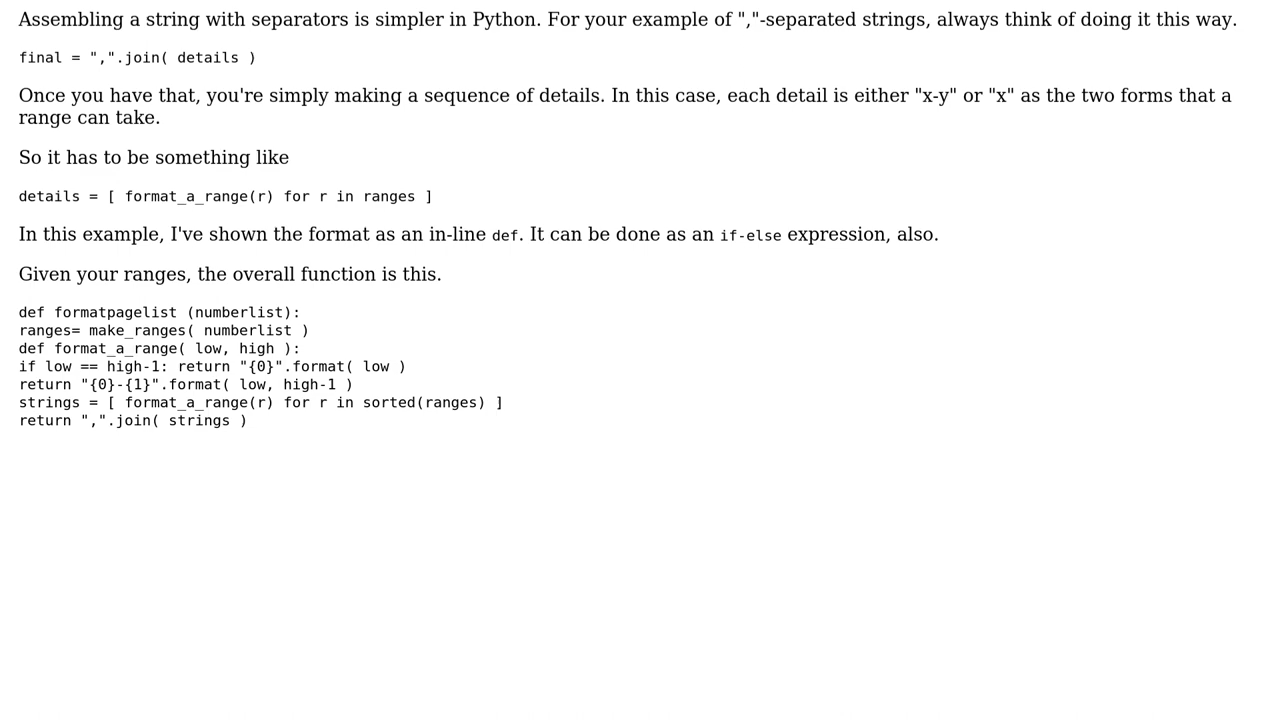 Assembling a string with separators is simpler in Python. For your example of ","-separated strings, always think of doing it this way.
final = ",".join( details )
Once you have that, you're simply making a sequence of details. In this case, each detail is either "x-y" or "x" as the two forms that a
range can take.
So it has to be something like
details = [ format_a_range(r) for r in ranges ]
In this example, I've shown the format as an in-line def. It can be done as an if-else expression, also.
Given your ranges, the overall function is this.
def formatpagelist (numberlist):
ranges= make_ranges( numberlist )
def format_a_range( low, high ):
if low == high-1: return "{0}".format( low )
return "{0}-{1}".format( low, high-1 )
strings = [ format_a_range(r) for r in sorted(ranges) ]
return ",".join( strings )